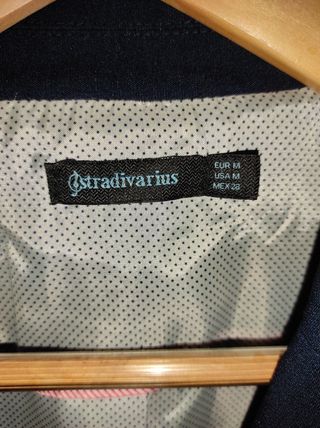 stradivarius
EUR M
USA M
MEX 28